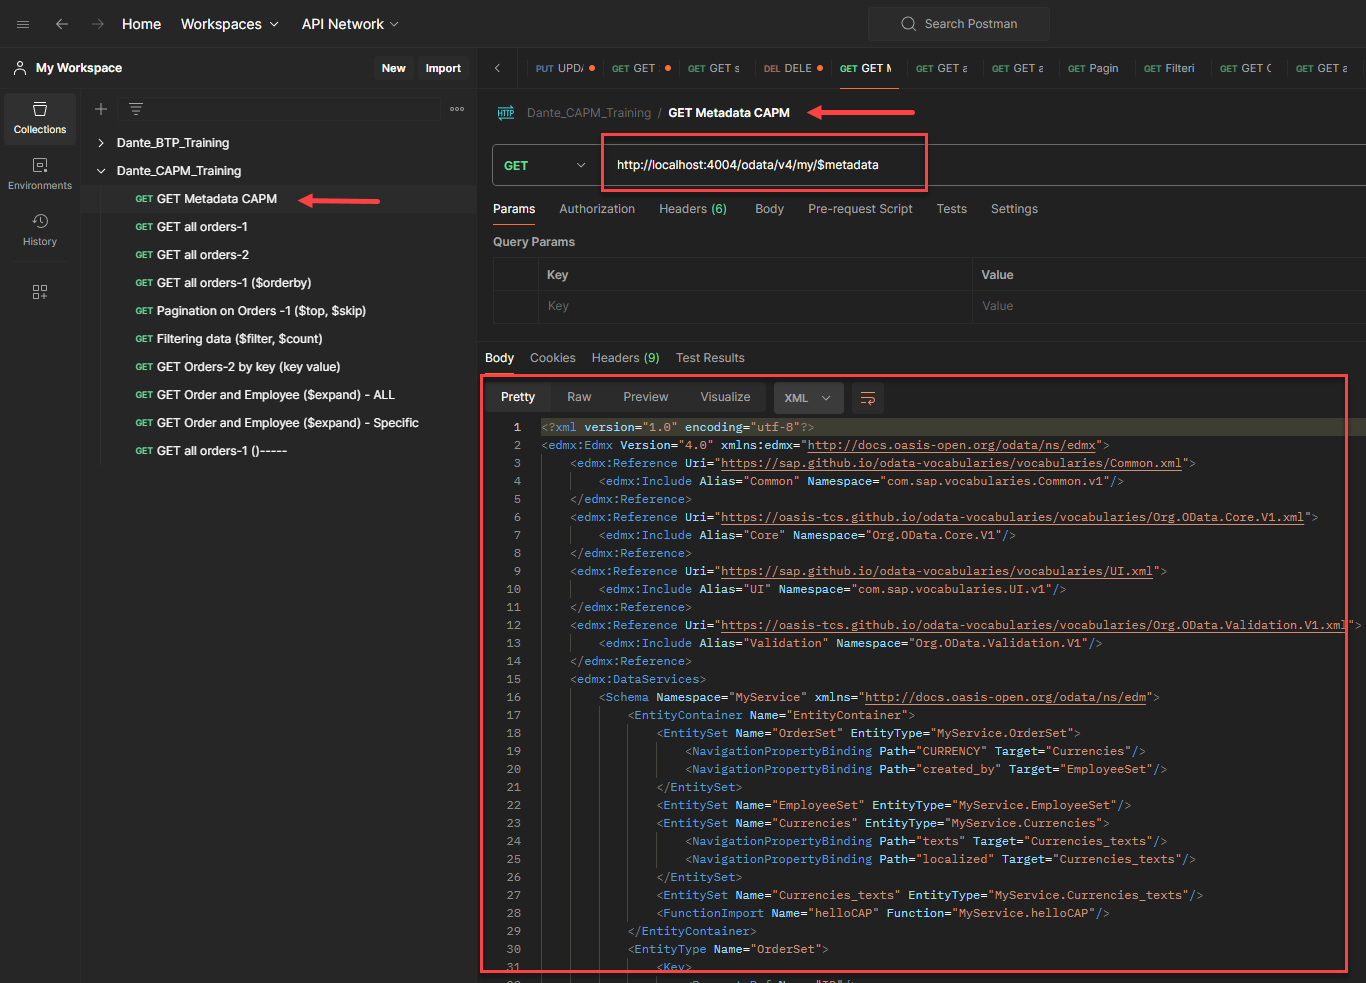 Home Workspaces API Network Search Postman
My Workspace New Import
PUT UPDA GET GET GET GET s DEL DELE GET GET M GET GET a GET GET a GET Pagin GET Filteri GET GET C GET GET a
Collections
Environments
History
Dante_BTP_Training
Dante_CAPM_Training
GET GET Metadata CAPM
GET GET all orders-1
GET GET all orders-2
GET GET all orders-1 ($orderby)
GET Pagination on Orders -1 ($top, $skip)
GET Filtering data ($filter, $count)
GET GET Orders-2 by key (key value)
GET GET Order and Employee ($expand) - ALL
GET GET Order and Employee ($expand) - Specific
GET GET all orders-1 ()-----
HTTP Dante_CAPM_Training / GET Metadata CAPM
GET http://localhost:4004/odata/v4/my/$metadata
Params Authorization Headers (6) Body Pre-request Script Tests Settings
Query Params
Key Value
Key Value
Body Cookies Headers (9) Test Results
Pretty Raw Preview Visualize XML
1 <?xml version="1.0" encoding="utf-8"?>
2 <edmx:Edmx Version="4.0" xmlns:edmx="http://docs.oasis-open.org/odata/ns/edmx">
3 <edmx:Reference Uri="https://sap.github.io/odata-vocabularies/vocabularies/Common.xml">
4 <edmx:Include Alias="Common" Namespace="com.sap.vocabularies.Common.v1"/>
5 </edmx:Reference>
6 <edmx:Reference Uri="https://oasis-tcs.github.io/odata-vocabularies/vocabularies/Org.OData.Core.V1.xml">
7 <edmx:Include Alias="Core" Namespace="Org.OData.Core.V1"/>
8 </edmx:Reference>
9 <edmx:Reference Uri="https://sap.github.io/odata-vocabularies/vocabularies/UI.xml">
10 <edmx:Include Alias="UI" Namespace="com.sap.vocabularies.UI.v1"/>
11 </edmx:Reference>
12 <edmx:Reference Uri="https://oasis-tcs.github.io/odata-vocabularies/vocabularies/Org.OData.Validation.V1.xml">
13 <edmx:Include Alias="Validation" Namespace="Org.OData.Validation.V1"/>
14 </edmx:Reference>
15 <edmx:DataServices>
16 <Schema Namespace="MyService" xmlns="http://docs.oasis-open.org/odata/ns/edm">
17 <EntityContainer Name="EntityContainer">
18 <EntitySet Name="OrderSet" EntityType="MyService.OrderSet">
19 <NavigationPropertyBinding Path="CURRENCY" Target="Currencies"/>
20 <NavigationPropertyBinding Path="created_by" Target="EmployeeSet"/>
21 </EntitySet>
22 <EntitySet Name="EmployeeSet" EntityType="MyService.EmployeeSet"/>
23 <EntitySet Name="Currencies" EntityType="MyService.Currencies">
24 <NavigationPropertyBinding Path="texts" Target="Currencies_texts"/>
25 <NavigationPropertyBinding Path="localized" Target="Currencies_texts"/>
26 </EntitySet>
27 <EntitySet Name="Currencies_texts" EntityType="MyService.Currencies_texts"/>
28 <FunctionImport Name="helloCAP" Function="MyService.helloCAP"/>
29 </EntityContainer>
30 <EntityType Name="OrderSet">
31 <Key>